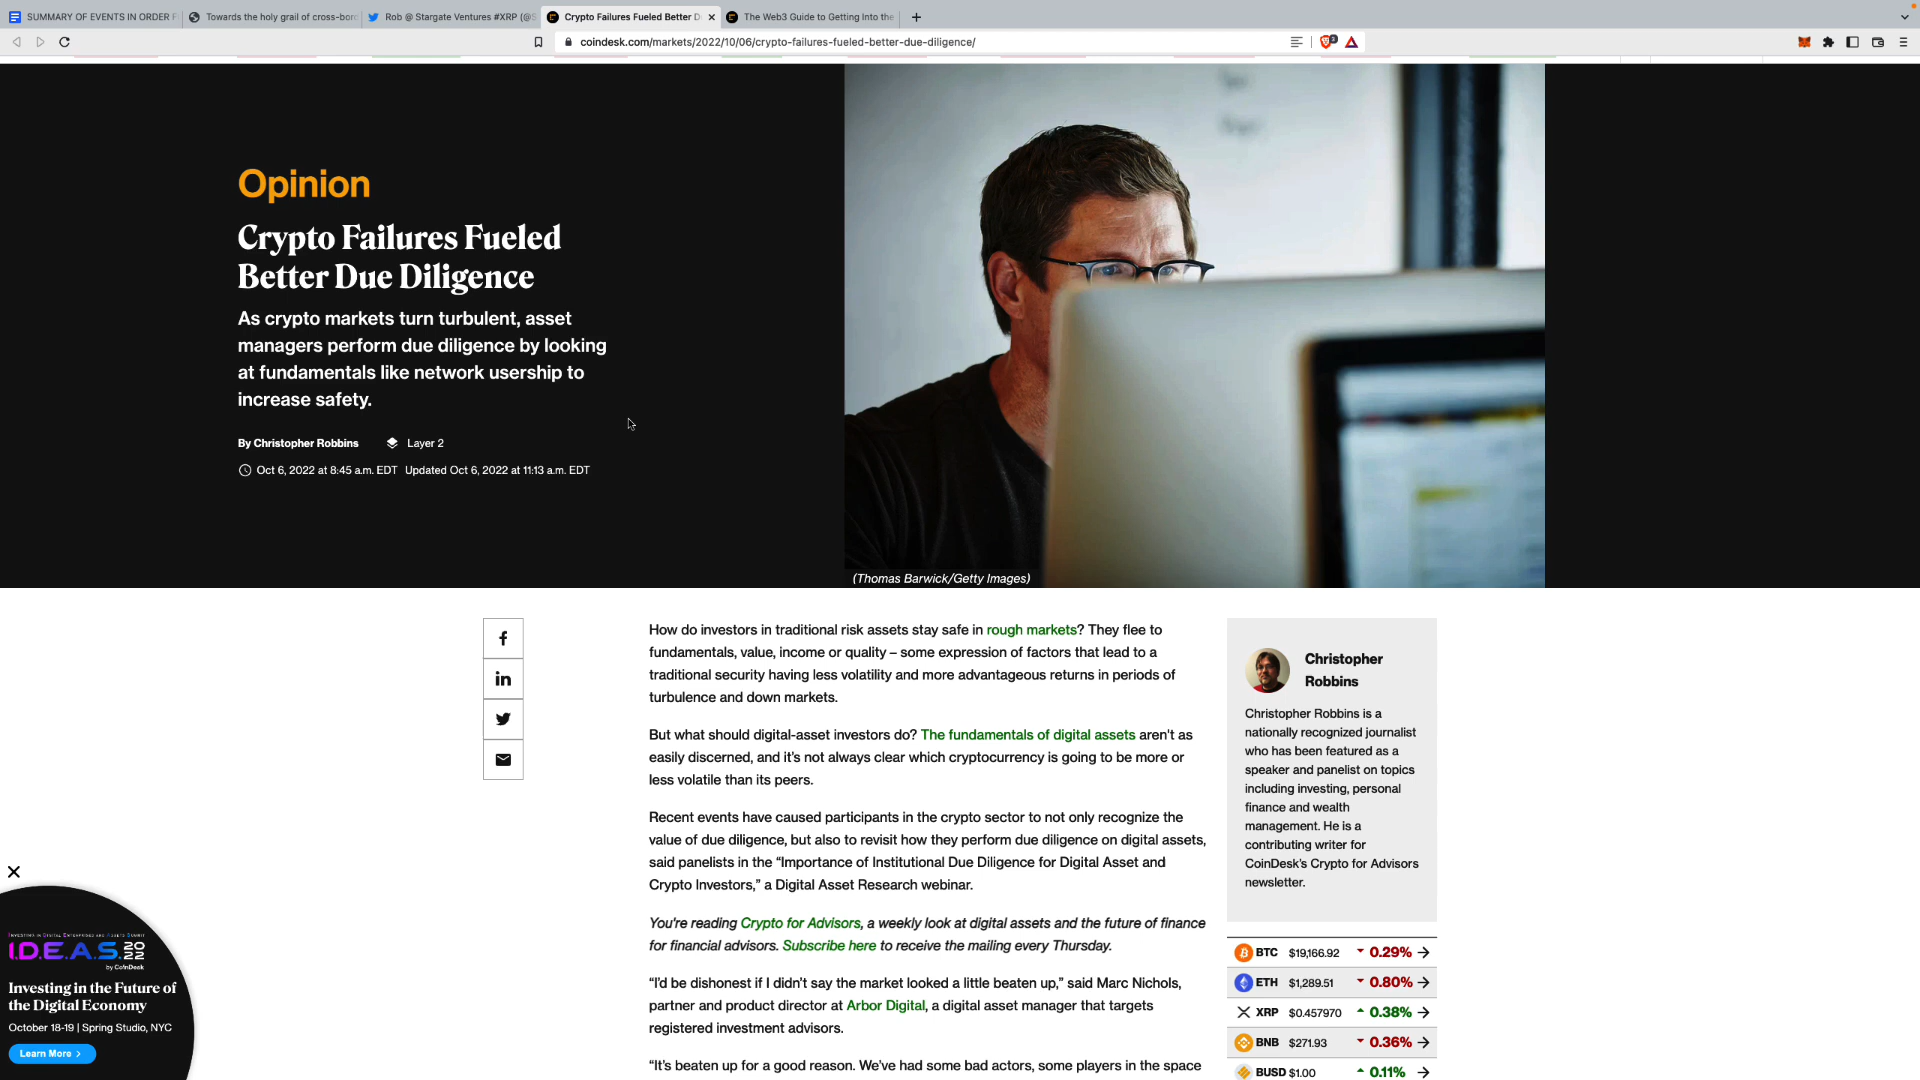 SUMMARY OF EVENTS IN ORDER F
Towards the holy grail of cross-bor
Rob @ Stargate Ventures #XRP (@S
Crypto Failures Fueled Better D
The Web3 Guide to Getting Into the
coindesk.com/markets/2022/10/06/crypto-failures-fueled-better-due-diligence/
Opinion
Crypto Failures Fueled
Better Due Diligence
As crypto markets turn turbulent, asset
managers perform due diligence by looking
at fundamentals like network usership to
increase safety.
By Christopher Robbins
Layer 2
Oct 6, 2022 at 8:45 a.m. EDT Updated Oct 6, 2022 at 11:13 a.m. EDT
(Thomas Barwick/Getty Images)
How do investors in traditional risk assets stay safe in rough markets? They flee to
fundamentals, value, income or quality – some expression of factors that lead to a
traditional security having less volatility and more advantageous returns in periods of
turbulence and down markets.
But what should digital-asset investors do? The fundamentals of digital assets aren't as
easily discerned, and it's not always clear which cryptocurrency is going to be more or
less volatile than its peers.
Recent events have caused participants in the crypto sector to not only recognize the
value of due diligence, but also to revisit how they perform due diligence on digital assets,
said panelists in the “Importance of Institutional Due Diligence for Digital Asset and
Crypto Investors,” a Digital Asset Research webinar.
You're reading Crypto for Advisors, a weekly look at digital assets and the future of finance
for financial advisors. Subscribe here to receive the mailing every Thursday.
“I'd be dishonest if I didn't say the market looked a little beaten up,” said Marc Nichols,
partner and product director at Arbor Digital, a digital asset manager that targets
registered investment advisors.
“It's beaten up for a good reason. We've had some bad actors, some players in the space
Christopher
Robbins
Christopher Robbins is a
nationally recognized journalist
who has been featured as a
speaker and panelist on topics
including investing, personal
finance and wealth
management. He is a
contributing writer for
CoinDesk's Crypto for Advisors
newsletter.
BTC $19,166.92 0.29%
ETH $1,289.51 0.80%
XRP $0.457970 0.38%
BNB $271.93 0.36%
BUSD $1.00 0.11%
INVESTING IN DIGITAL ENTERPRISES AND ASSETS SUMMIT
I.D.E.A.S. 2022
by CoinDesk
Investing in the Future of
the Digital Economy
October 18-19 | Spring Studio, NYC
Learn More